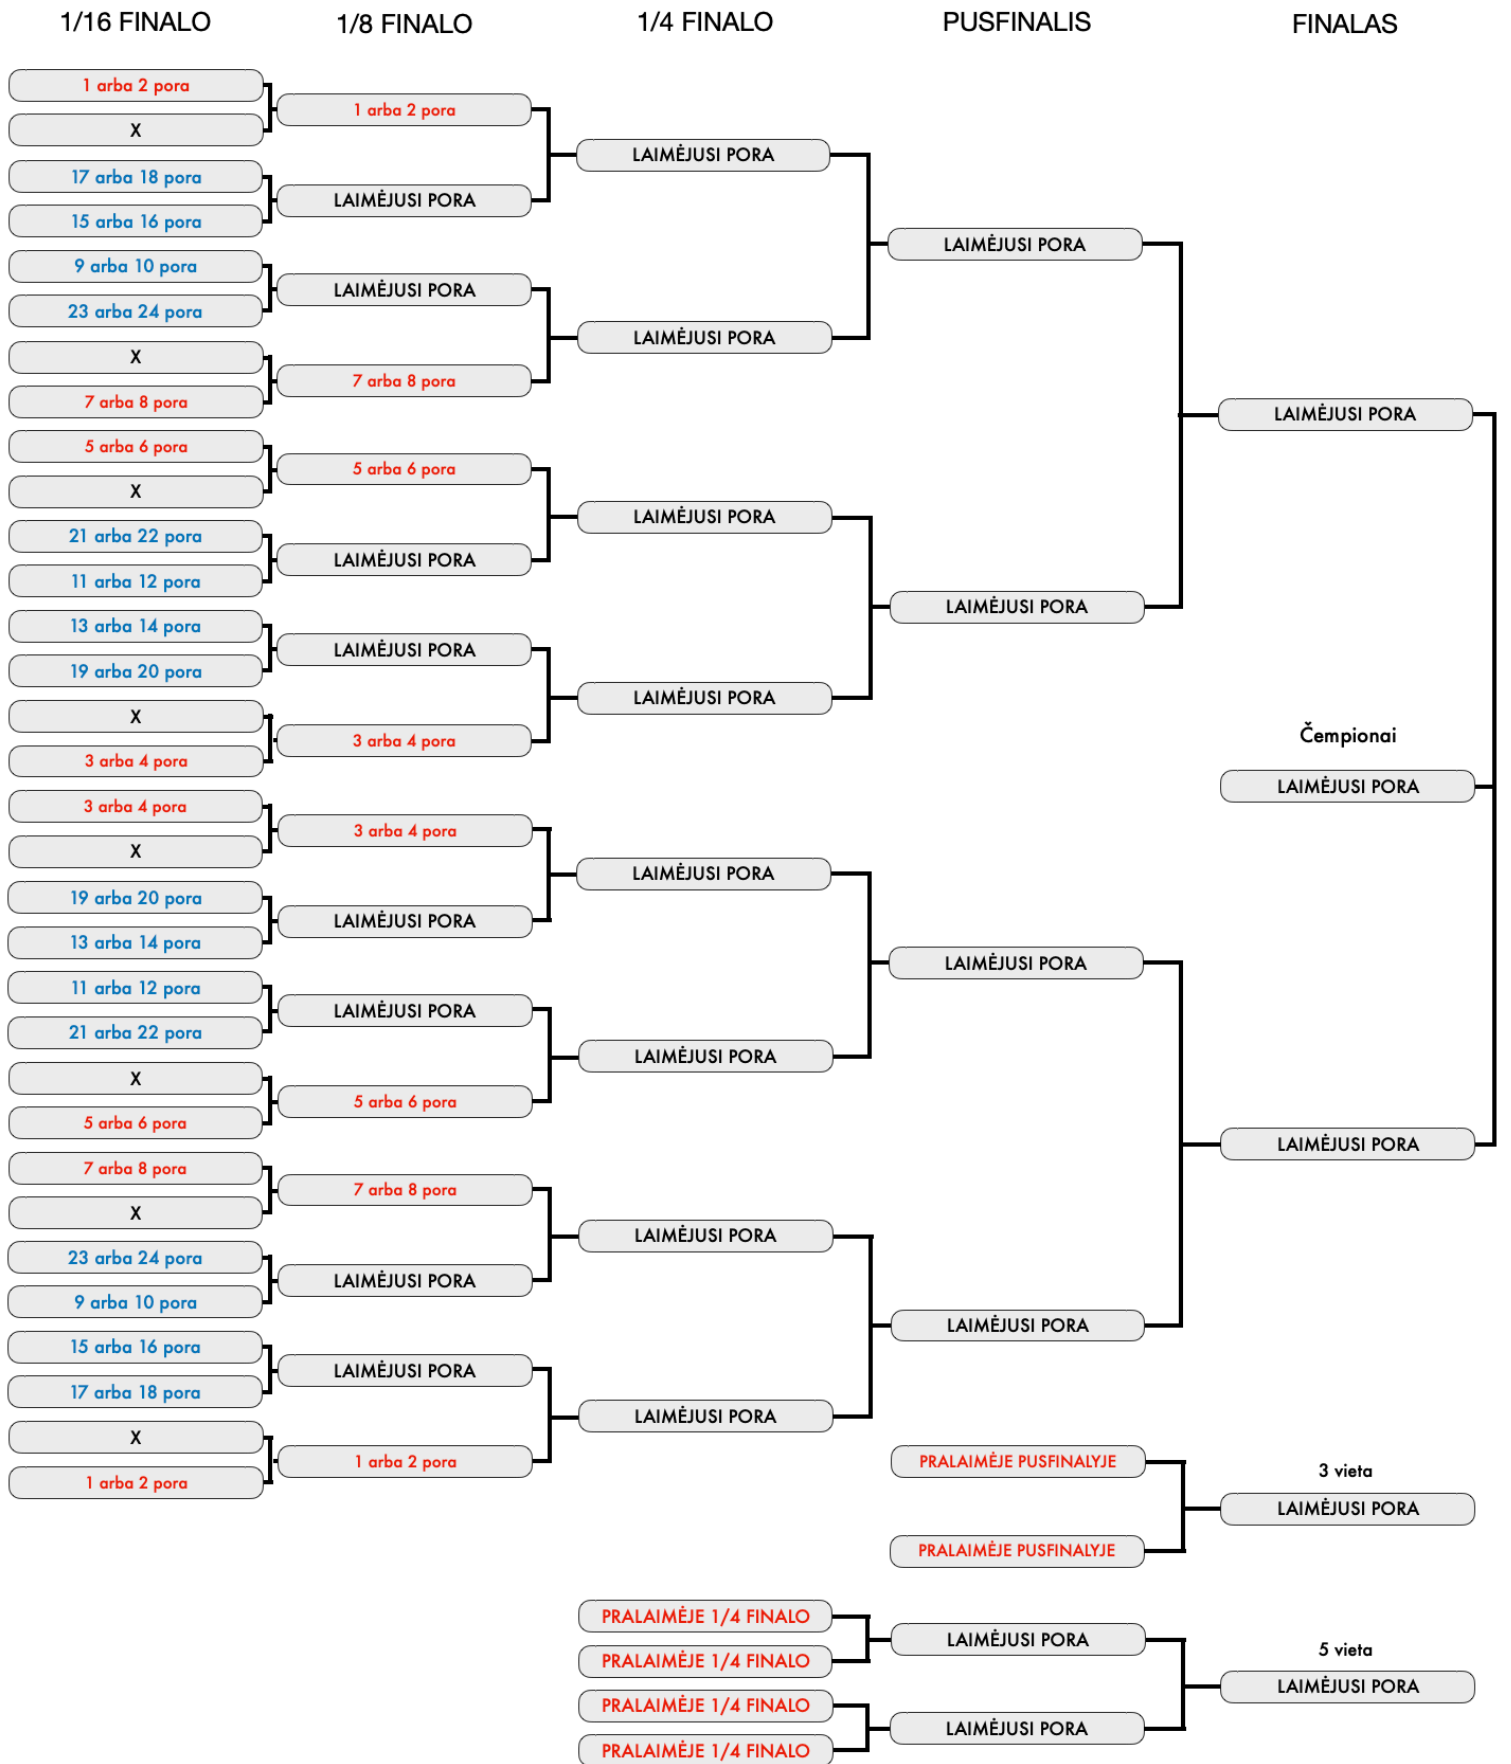 1/16 FINALO
1/8 FINALO
1/4 FINALO
PUSFINALIS
FINALAS
1 arba 2 pora
X
17 arba 18 pora
15 arba 16 pora
9 arba 10 pora
23 arba 24 pora
X
7 arba 8 pora
5 arba 6 pora
X
21 arba 22 pora
11 arba 12 pora
13 arba 14 pora
19 arba 20 pora
X
3 arba 4 pora
3 arba 4 pora
X
19 arba 20 pora
13 arba 14 pora
11 arba 12 pora
21 arba 22 pora
X
5 arba 6 pora
7 arba 8 pora
X
23 arba 24 pora
9 arba 10 pora
15 arba 16 pora
17 arba 18 pora
X
1 arba 2 pora
1 arba 2 pora
LAIMĖJUSI PORA
LAIMĖJUSI PORA
7 arba 8 pora
5 arba 6 pora
LAIMĖJUSI PORA
LAIMĖJUSI PORA
3 arba 4 pora
3 arba 4 pora
LAIMĖJUSI PORA
LAIMĖJUSI PORA
5 arba 6 pora
7 arba 8 pora
LAIMĖJUSI PORA
LAIMĖJUSI PORA
1 arba 2 pora
LAIMĖJUSI PORA
LAIMĖJUSI PORA
LAIMĖJUSI PORA
LAIMĖJUSI PORA
LAIMĖJUSI PORA
LAIMĖJUSI PORA
LAIMĖJUSI PORA
LAIMĖJUSI PORA
PRALAIMĖJE 1/4 FINALO
PRALAIMĖJE 1/4 FINALO
PRALAIMĖJE 1/4 FINALO
PRALAIMĖJE 1/4 FINALO
LAIMĖJUSI PORA
LAIMĖJUSI PORA
LAIMĖJUSI PORA
LAIMĖJUSI PORA
PRALAIMĖJE PUSFINALYJE
PRALAIMĖJE PUSFINALYJE
LAIMĖJUSI PORA
LAIMĖJUSI PORA
LAIMĖJUSI PORA
Čempionai
LAIMĖJUSI PORA
LAIMĖJUSI PORA
3 vieta
LAIMĖJUSI PORA
5 vieta
LAIMĖJUSI PORA